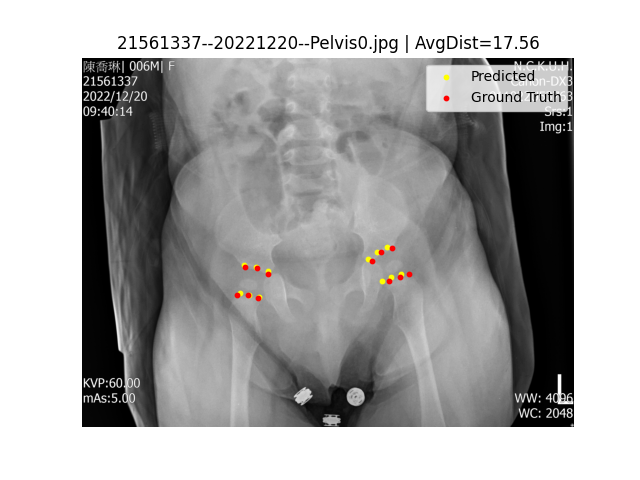 21561337--20221220--Pelvis0.jpg | AvgDist=17.56
陳喬琳| 006M| F
21561337
2022/12/20
09:40:14
N.C.K.U.H.
Predicted
Ground Truth
Srs:1
Img:1
KVP:60.00
mAs:5.00
L
WW: 4096
WC: 2048